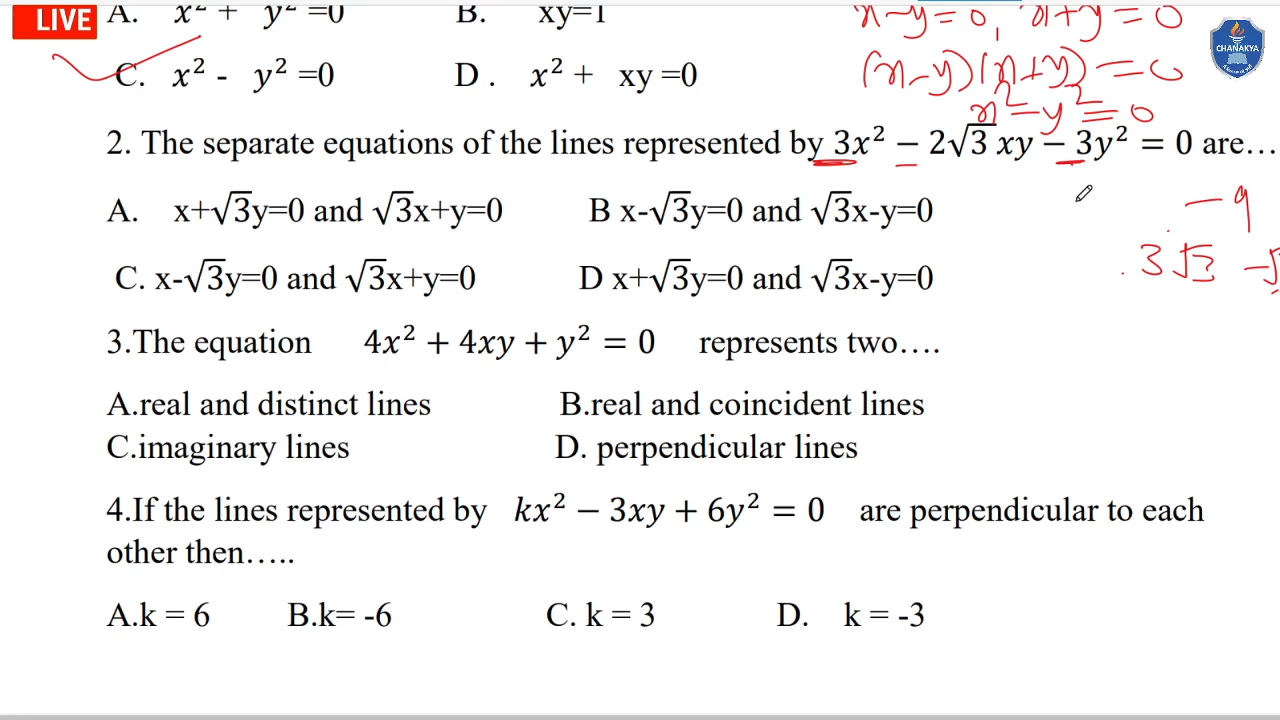 LIVE
A. x² + y² =0 B. xy=1
x-y=0, x+y=0
CHANAKYA
C. x² - y² =0 D . x² + xy =0
(x-y)(x+y)=0
x²-y²=0
2. The separate equations of the lines represented by 3x² − 2√3 xy − 3y² = 0 are…
A. x+√3y=0 and √3x+y=0 B x-√3y=0 and √3x-y=0
-9
3√3 -√
C. x-√3y=0 and √3x+y=0 D x+√3y=0 and √3x-y=0
3.The equation 4x² + 4xy + y² = 0 represents two….
A.real and distinct lines B.real and coincident lines
C.imaginary lines D. perpendicular lines
4.If the lines represented by kx² − 3xy + 6y² = 0 are perpendicular to each
other then…..
A.k = 6 B.k= -6 C. k = 3 D. k = -3